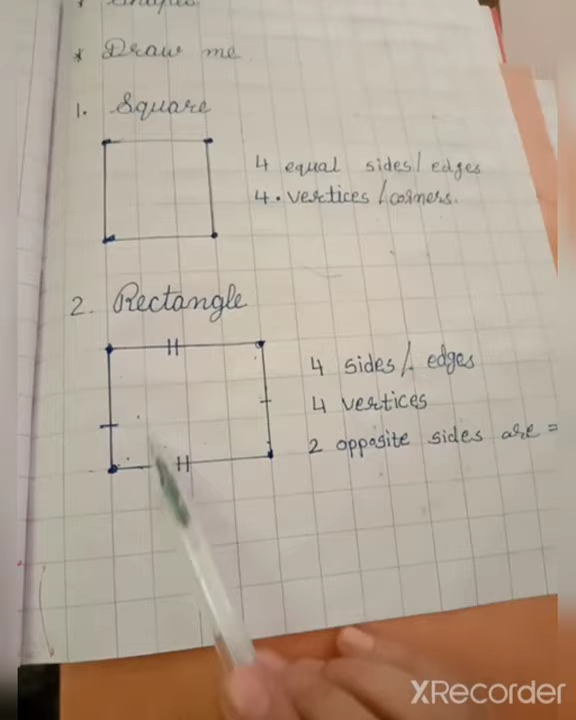 * Shapes
* Draw me
1. Square
4 equal sides/edges
4. vertices/corners.
2. Rectangle
4 sides/. edges
4 vertices
2 opposite sides are =
XRecorder